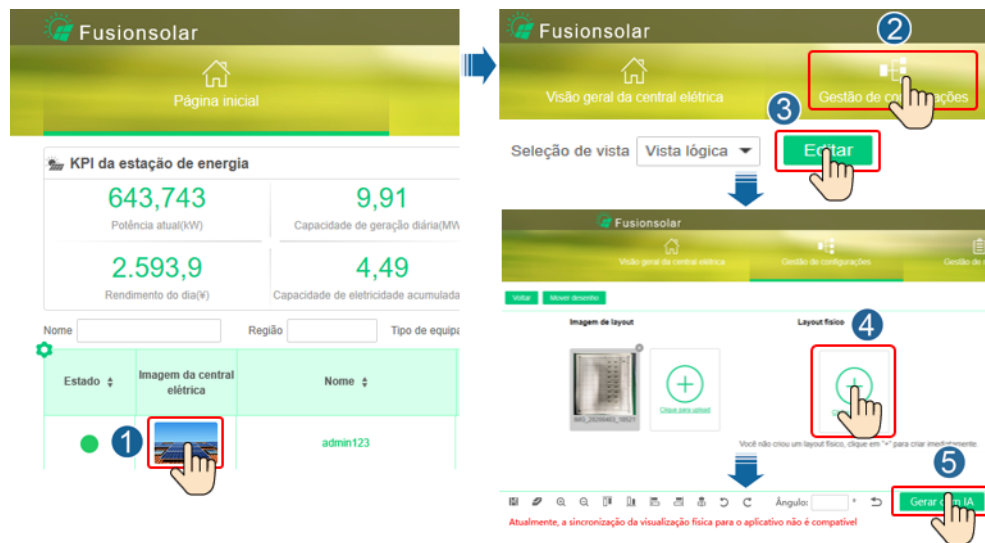 Fusionsolar
Página inicial
KPI da estação de energia
643,743
9,91
Potência atual(kW)
Capacidade de geração diária(MW
2.593,9
4,49
Rendimento do dia(¥)
Capacidade de eletricidade acumulada
Nome
Região
Tipo de equipa
Estado
Imagem da central
elétrica
Nome
1
admin123
Fusionsolar
2
Visão geral da central elétrica
Gestão de configurações
3
Seleção de vista
Vista lógica
Editar
Fusionsolar
Visão geral da central elétrica
Gestão de configurações
Gestão de
Voltar
Mover desenho
Imagem de layout
Layout físico
4
Clique para upload
Você não criou um layout físico, clique em "+" para criar imediatamente.
5
Ângulo:
°
Gerar com IA
Atualmente, a sincronização da visualização física para o aplicativo não é compatível